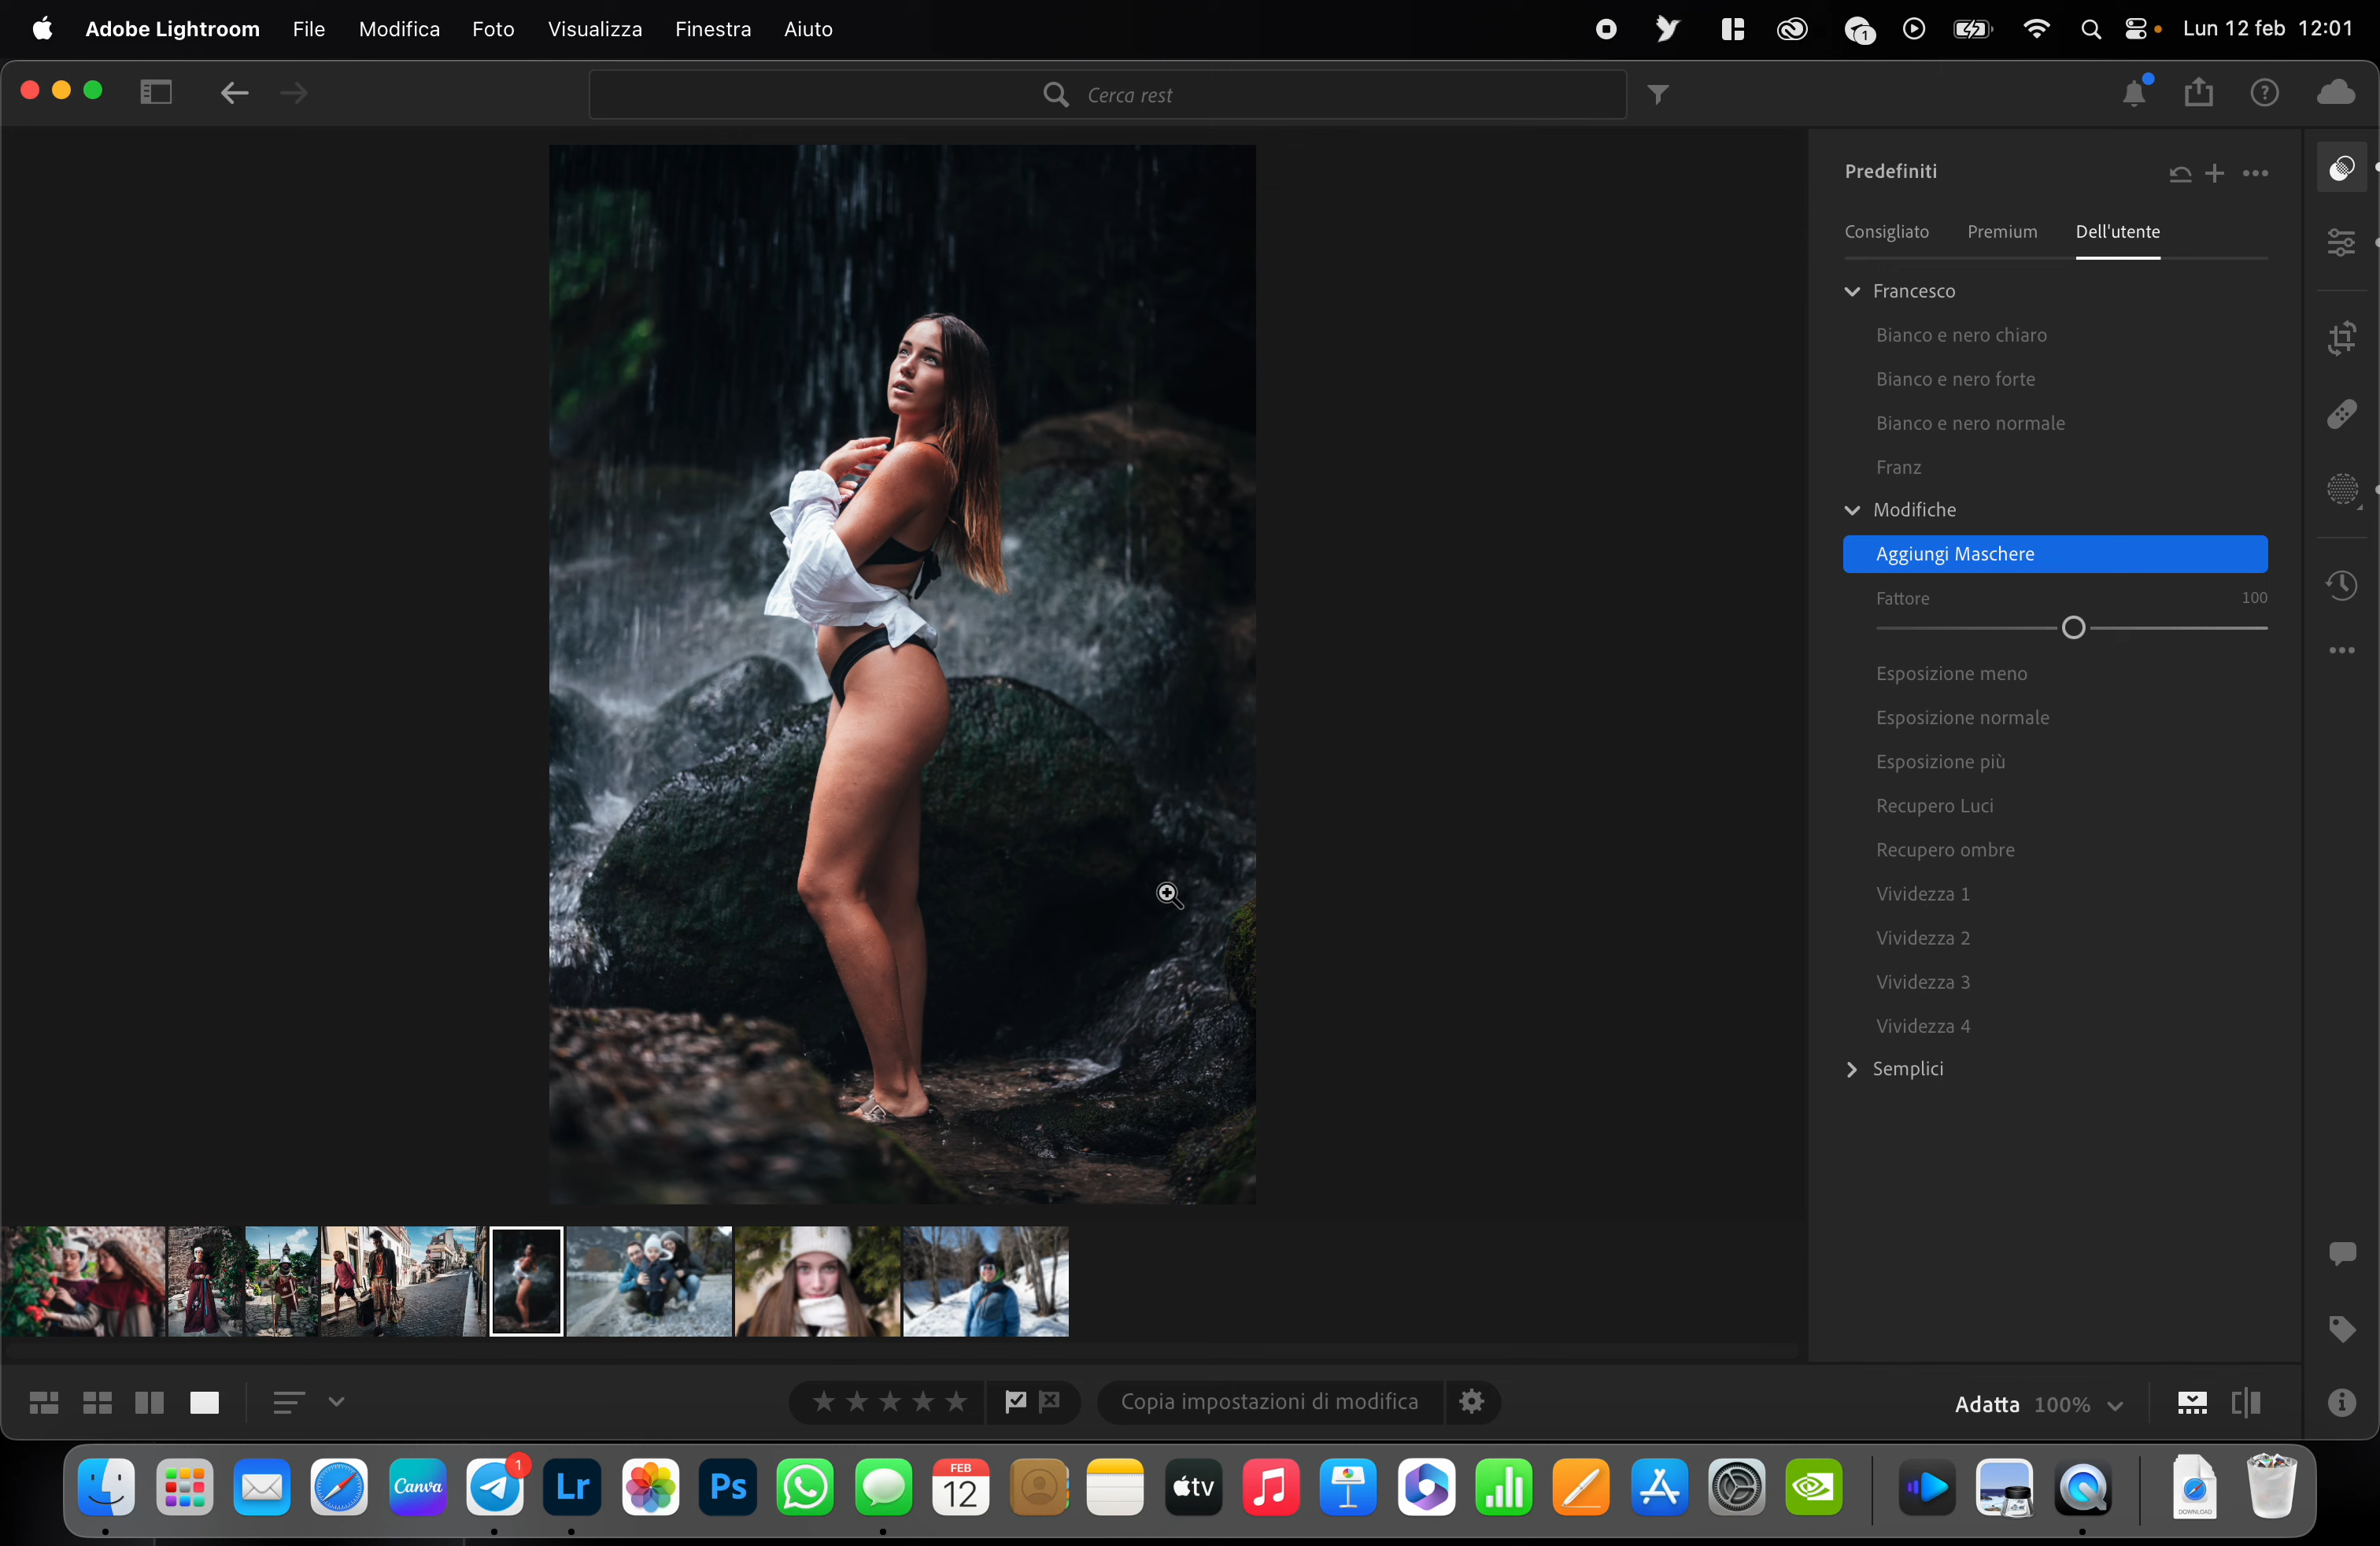 Adobe Lightroom File Modifica Foto Visualizza Finestra Aiuto 1 Lun 12 feb 12:01
Cerca rest
Predefiniti
Consigliato Premium Dell'utente
Francesco
Bianco e nero chiaro
Bianco e nero forte
Bianco e nero normale
Franz
Modifiche
Aggiungi Maschere
Fattore 100
Esposizione meno
Esposizione normale
Esposizione più
Recupero Luci
Recupero ombre
Vividezza 1
Vividezza 2
Vividezza 3
Vividezza 4
Semplici
Copia impostazioni di modifica
Adatta 100%
Canva
1
Lr
Ps
FEB
12
tv
DOWNLOAD